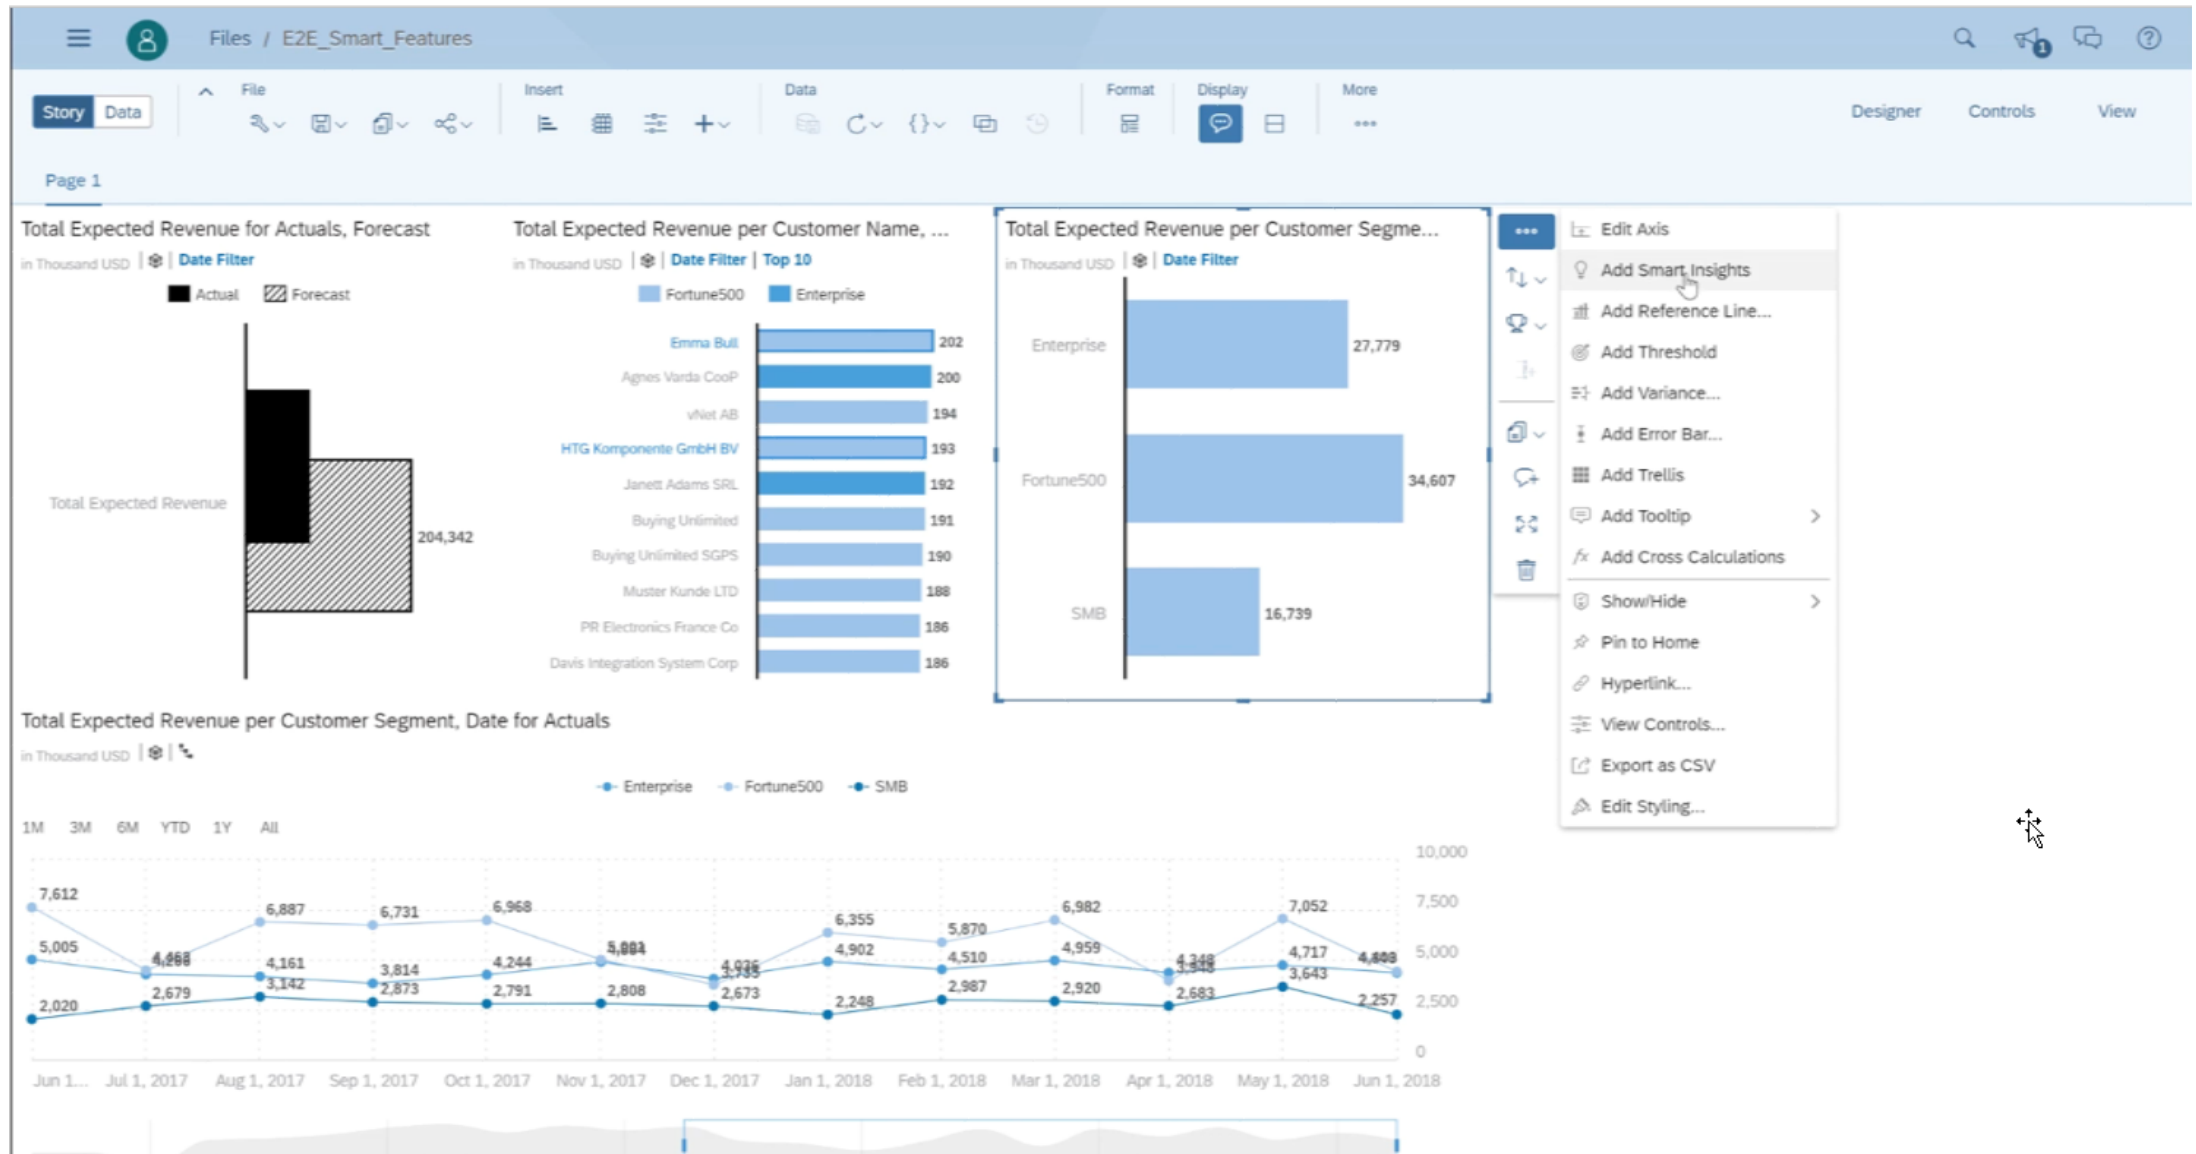 Files / E2E_Smart_Features
1
Story Data
File
Insert
Data
Format
Display
More
Designer
Controls
View
Page 1
Total Expected Revenue for Actuals, Forecast
in Thousand USD
Date Filter
Actual
Forecast
Total Expected Revenue
204,342
Total Expected Revenue per Customer Name, ...
in Thousand USD
Date Filter
Top 10
Fortune500
Enterprise
Emma Bull 202
Agnes Varda CooP 200
vNet AB 194
HTG Komponente GmbH BV 193
Janett Adams SRL 192
Buying Unlimited 191
Buying Unlimited SGPS 190
Muster Kunde LTD 188
PR Electronics France Co 186
Davis Integration System Corp 186
Total Expected Revenue per Customer Segme...
in Thousand USD
Date Filter
Enterprise 27,779
Fortune500 34,607
SMB 16,739
Edit Axis
Add Smart Insights
Add Reference Line...
Add Threshold
Add Variance...
Add Error Bar...
Add Trellis
Add Tooltip
Add Cross Calculations
Show/Hide
Pin to Home
Hyperlink...
View Controls...
Export as CSV
Edit Styling...
Total Expected Revenue per Customer Segment, Date for Actuals
in Thousand USD
Enterprise
Fortune500
SMB
1M 3M 6M YTD 1Y All
10,000
7,500
5,000
2,500
0
7,612 6,887 6,731 6,968 6,355 5,870 6,982 7,052
5,005 4,161 3,814 4,244 4,902 4,510 4,959 4,348 4,717
2,020 2,679 3,142 2,873 2,791 2,808 2,673 2,248 2,987 2,920 2,683 3,643 2,257
Jun 1... Jul 1, 2017 Aug 1, 2017 Sep 1, 2017 Oct 1, 2017 Nov 1, 2017 Dec 1, 2017 Jan 1, 2018 Feb 1, 2018 Mar 1, 2018 Apr 1, 2018 May 1, 2018 Jun 1, 2018